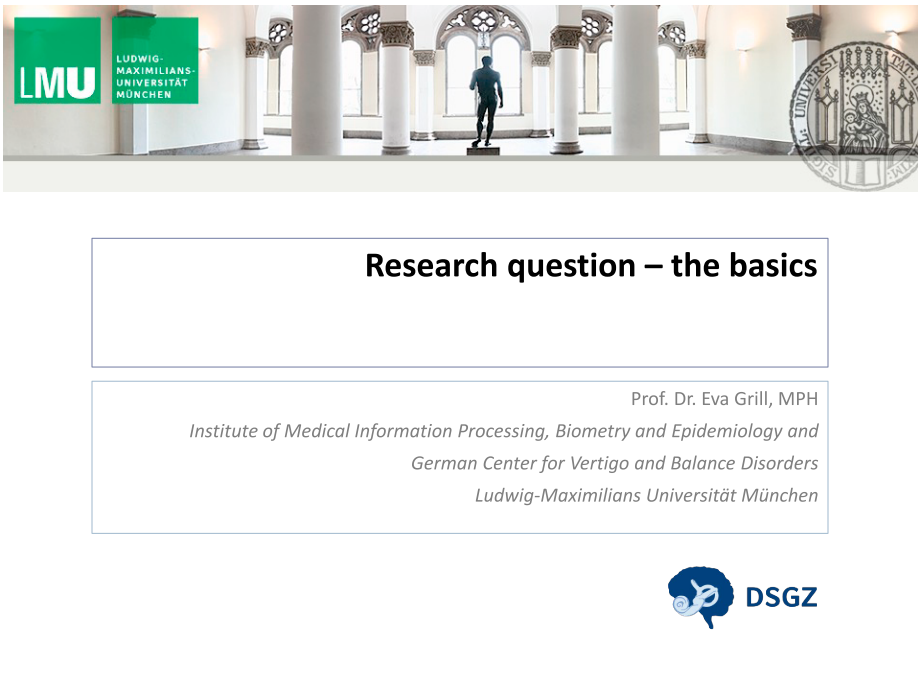 LMU
LUDWIG-
MAXIMILIANS-
UNIVERSITÄT
MÜNCHEN
Research question – the basics
Prof. Dr. Eva Grill, MPH
Institute of Medical Information Processing, Biometry and Epidemiology and
German Center for Vertigo and Balance Disorders
Ludwig-Maximilians Universität München
DSGZ